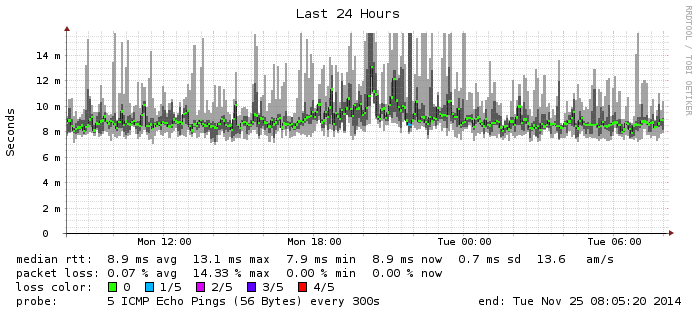 Last 24 Hours
RRDTOOL / TOBI OETIKER
Seconds
14 m
12 m
10 m
8 m
6 m
4 m
2 m
0
Mon 12:00 Mon 18:00 Tue 00:00 Tue 06:00
median rtt: 8.9 ms avg 13.1 ms max 7.9 ms min 8.9 ms now 0.7 ms sd 13.6 am/s
packet loss: 0.07 % avg 14.33 % max 0.00 % min 0.00 % now
loss color: 0 1/5 2/5 3/5 4/5
probe: 5 ICMP Echo Pings (56 Bytes) every 300s end: Tue Nov 25 08:05:20 2014